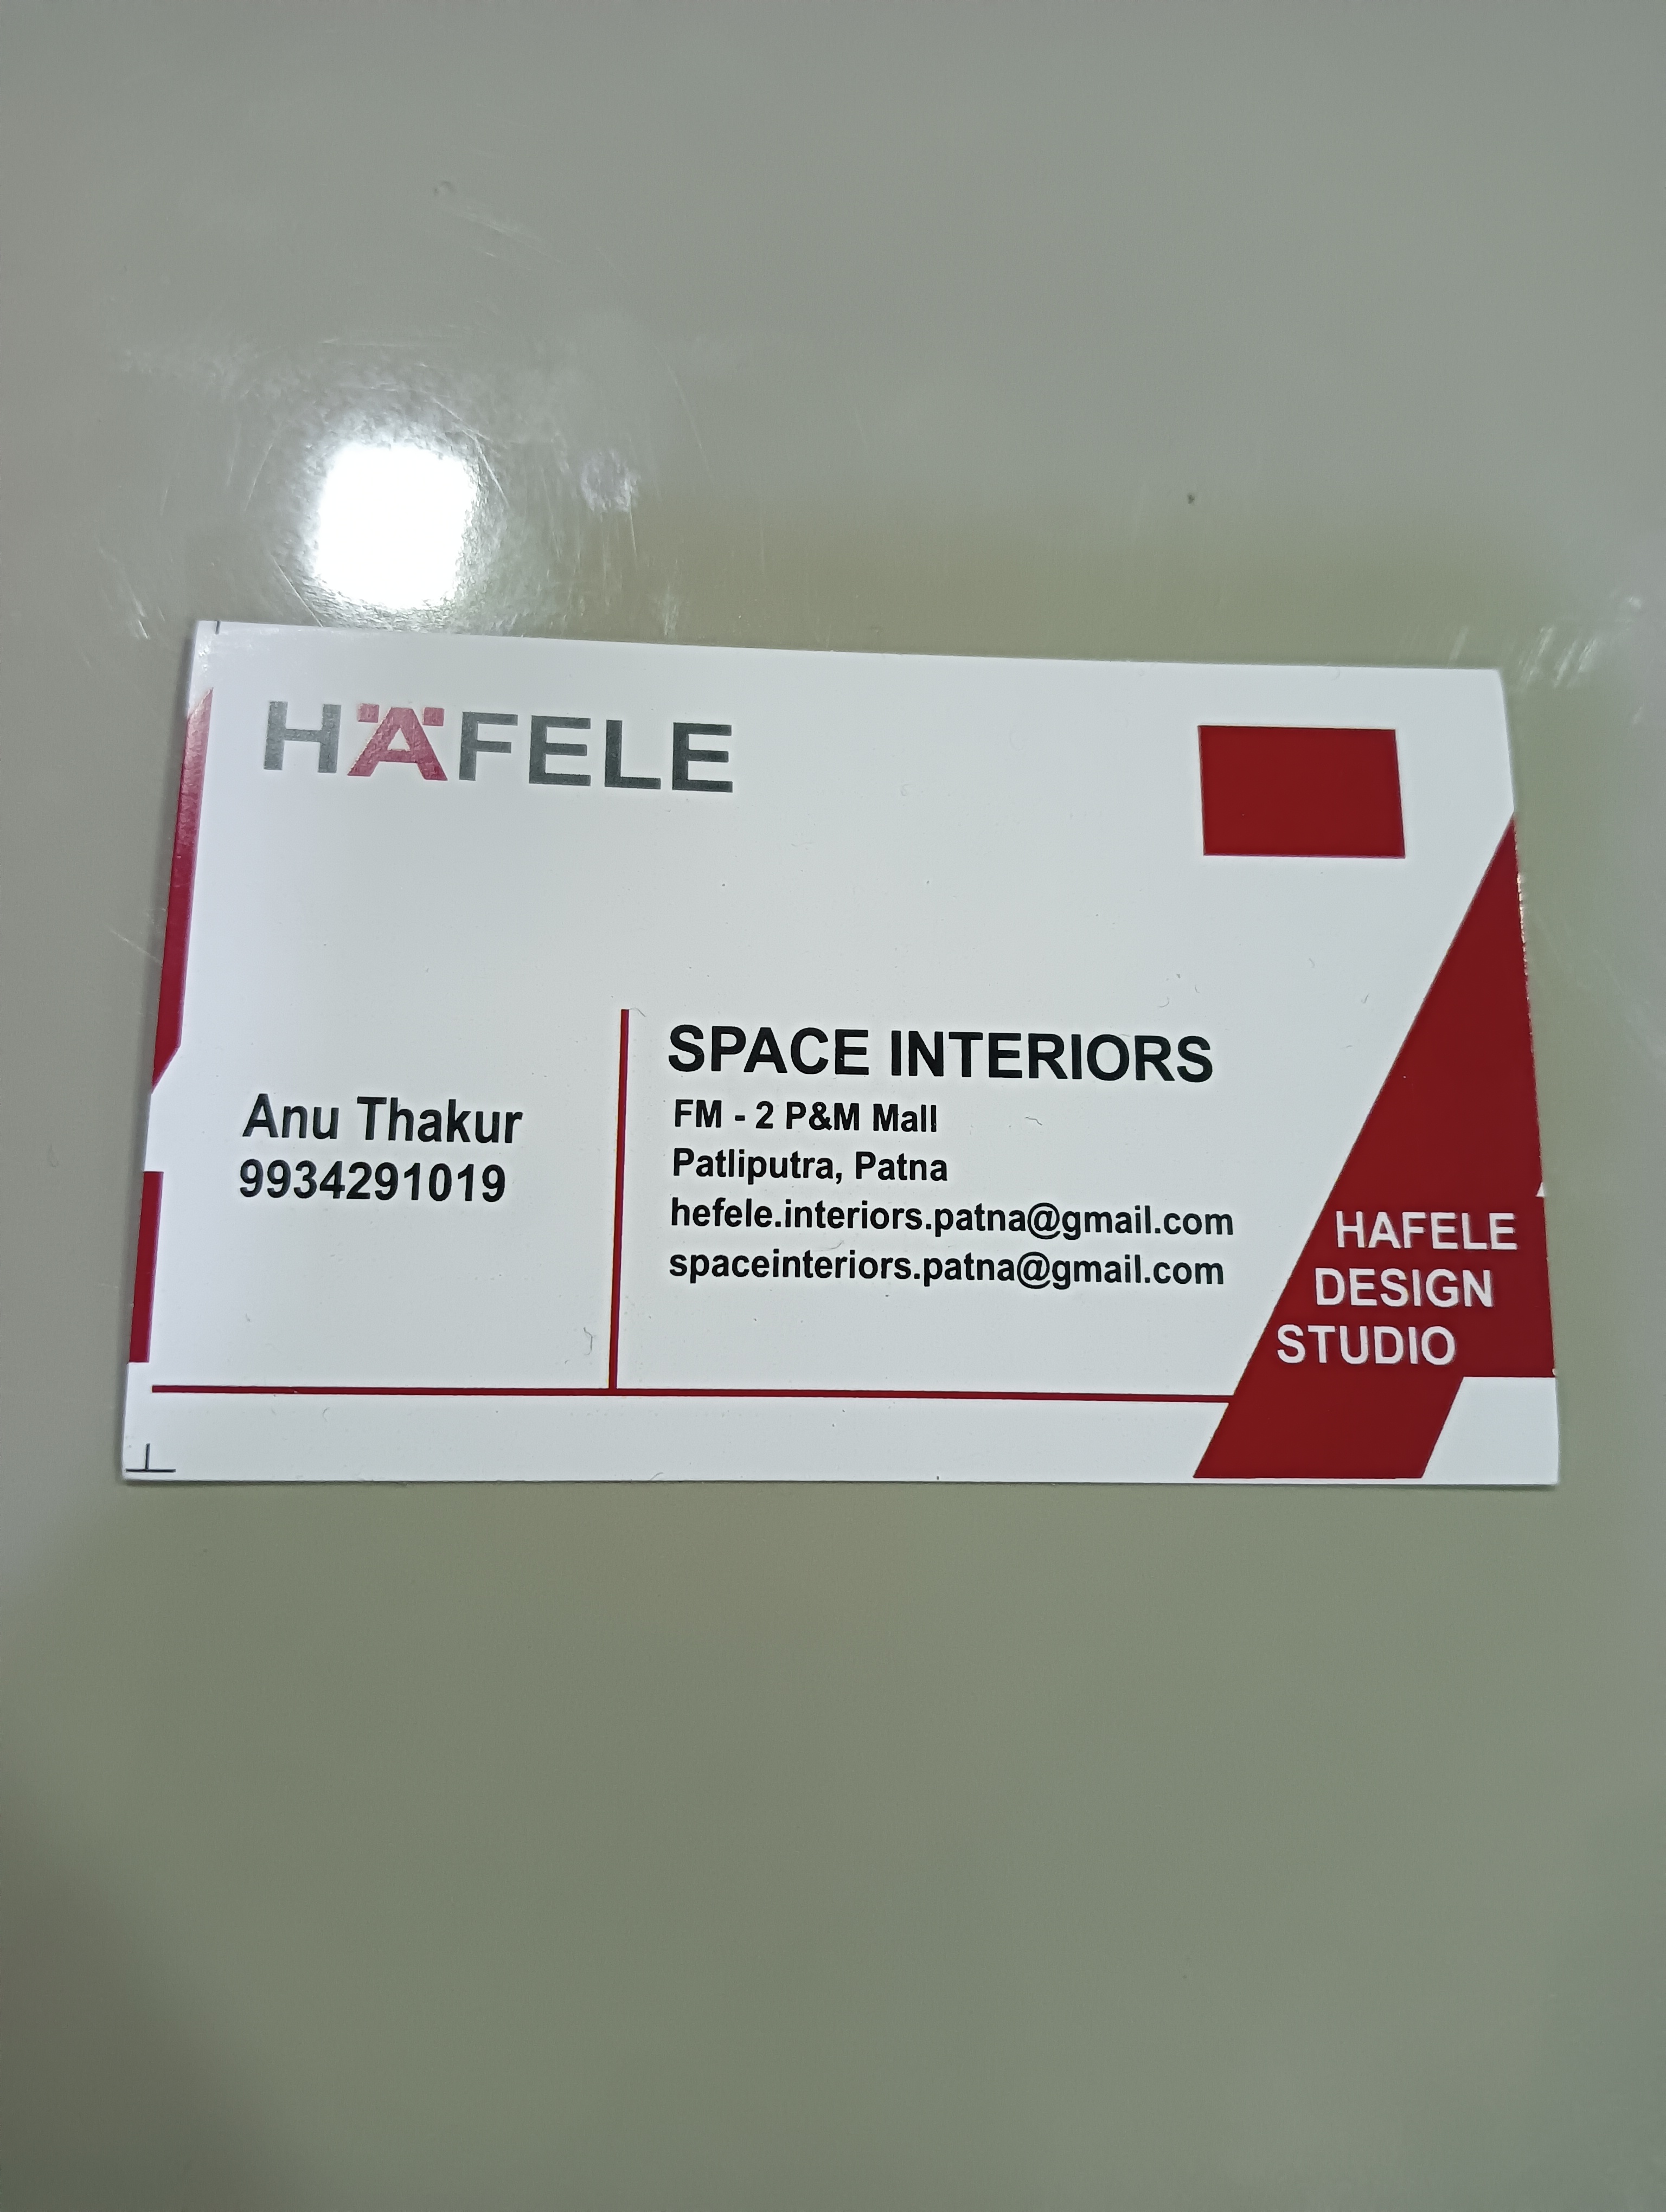 HÄFELE
Anu Thakur
9934291019
SPACE INTERIORS
FM - 2 P&M Mall
Patliputra, Patna
hefele.interiors.patna@gmail.com
spaceinteriors.patna@gmail.com
HAFELE
DESIGN
STUDIO